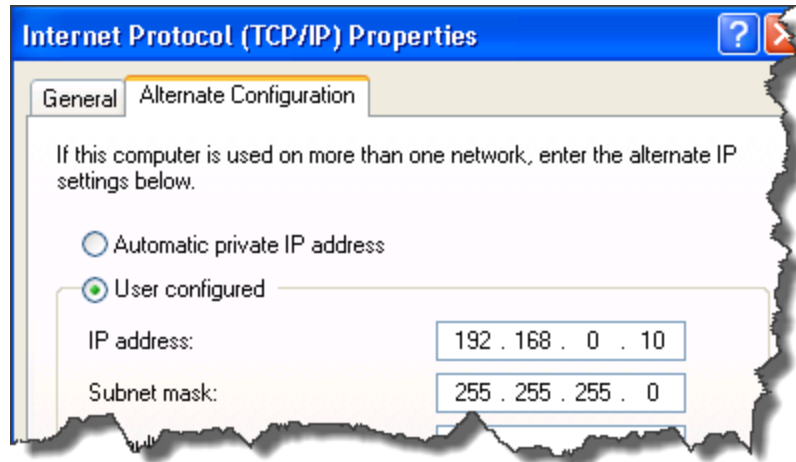 Internet Protocol (TCP/IP) Properties
General Alternate Configuration
If this computer is used on more than one network, enter the alternate IP
settings below.
Automatic private IP address
User configured
IP address: 192 . 168 . 0 . 10
Subnet mask: 255 . 255 . 255 . 0